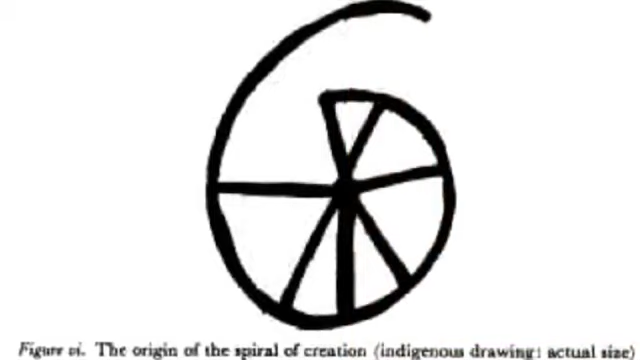 Figure vi. The origin of the spiral of creation (indigenous drawing: actual size)